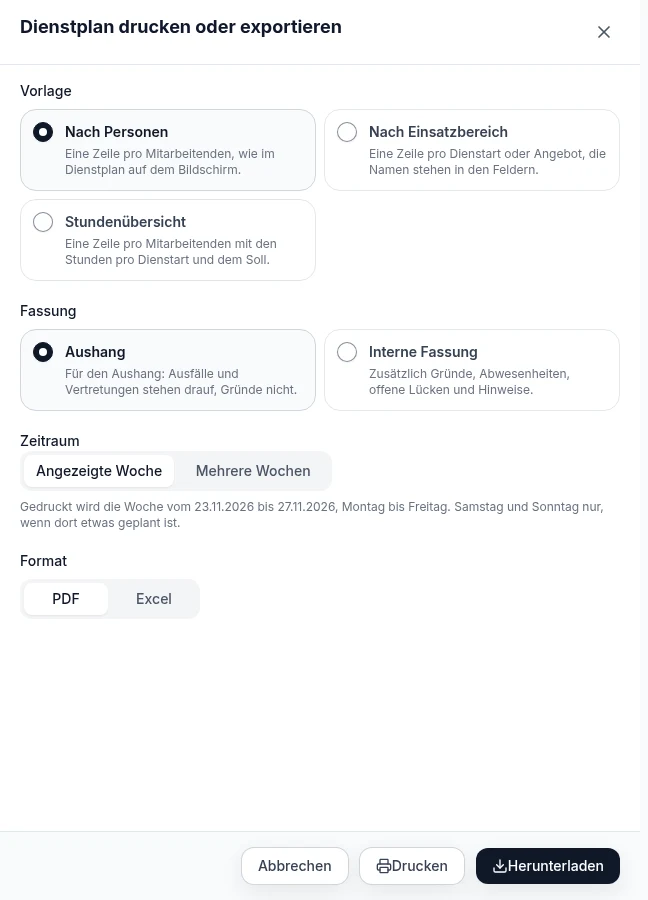 Dienstplan drucken oder exportieren
Vorlage
Nach Personen
Eine Zeile pro Mitarbeitenden, wie im
Dienstplan auf dem Bildschirm.
Nach Einsatzbereich
Eine Zeile pro Dienstart oder Angebot, die
Namen stehen in den Feldern.
Stundenübersicht
Eine Zeile pro Mitarbeitenden mit den
Stunden pro Dienstart und dem Soll.
Fassung
Aushang
Für den Aushang: Ausfälle und
Vertretungen stehen drauf, Gründe nicht.
Interne Fassung
Zusätzlich Gründe, Abwesenheiten,
offene Lücken und Hinweise.
Zeitraum
Angezeigte Woche
Mehrere Wochen
Gedruckt wird die Woche vom 23.11.2026 bis 27.11.2026, Montag bis Freitag. Samstag und Sonntag nur,
wenn dort etwas geplant ist.
Format
PDF
Excel
Abbrechen
Drucken
Herunterladen